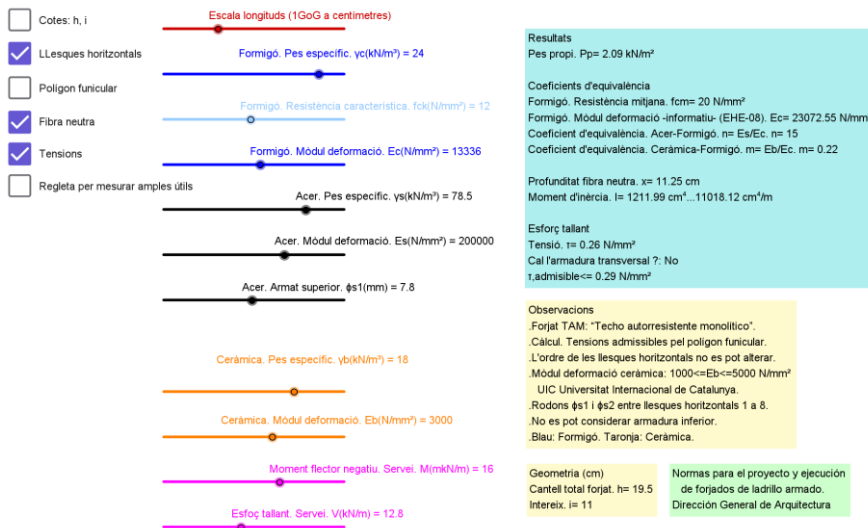 Cotes: h, i
LLesques horitzontals
Polígon funicular
Fibra neutra
Tensions
Regleta per mesurar amples útils
Escala longituds (1GoG a centímetres)
Formigó. Pes específic. γc(kN/m³) = 24
Formigó. Resistència característica. fck(N/mm²) = 12
Formigó. Mòdul deformació. Ec(N/mm²) = 13336
Acer. Pes específic. γs(kN/m³) = 78.5
Acer. Mòdul deformació. Es(N/mm²) = 200000
Acer. Armat superior. ϕs1(mm) = 7.8
Ceràmica. Pes específic. γb(kN/m³) = 18
Ceràmica. Mòdul deformació. Eb(N/mm²) = 3000
Moment flector negatiu. Servei. M(mkN/m) = 16
Esfoç tallant. Servei. V(kN/m) = 12.8
Resultats
Pes propi. Pp= 2.09 kN/m²
Coeficients d'equivalència
Formigó. Resistència mitjana. fcm= 20 N/mm²
Formigó. Mòdul deformació -informatiu- (EHE-08). Ec= 23072.55 N/mm
Coeficient d'equivalència. Acer-Formigó. n= Es/Ec. n= 15
Coeficient d'equivalència. Ceràmica-Formigó. m= Eb/Ec. m= 0.22
Profunditat fibra neutra. x= 11.25 cm
Moment d'inèrcia. I= 1211.99 cm⁴...11018.12 cm⁴/m
Esforç tallant
Tensió. τ= 0.26 N/mm²
Cal l'armadura transversal ?: No
τ,admisible<= 0.29 N/mm²
Observacions
.Forjat TAM: “Techo autorresistente monolítico”.
.Càlcul. Tensions admissibles pel polígon funicular.
.L'ordre de les llesques horitzontals no es pot alterar.
.Mòdul deformació ceràmica: 1000<=Eb<=5000 N/mm²
UIC Universitat Internacional de Catalunya.
.Rodons ϕs1 i ϕs2 entre llesques horitzontals 1 a 8.
.No es pot considerar armadura inferior.
.Blau: Formigó. Taronja: Ceràmica.
Geometria (cm)
Cantell total forjat. h= 19.5
Intereix. i= 11
Normas para el proyecto y ejecución
de forjados de ladrillo armado.
Dirección General de Arquitectura